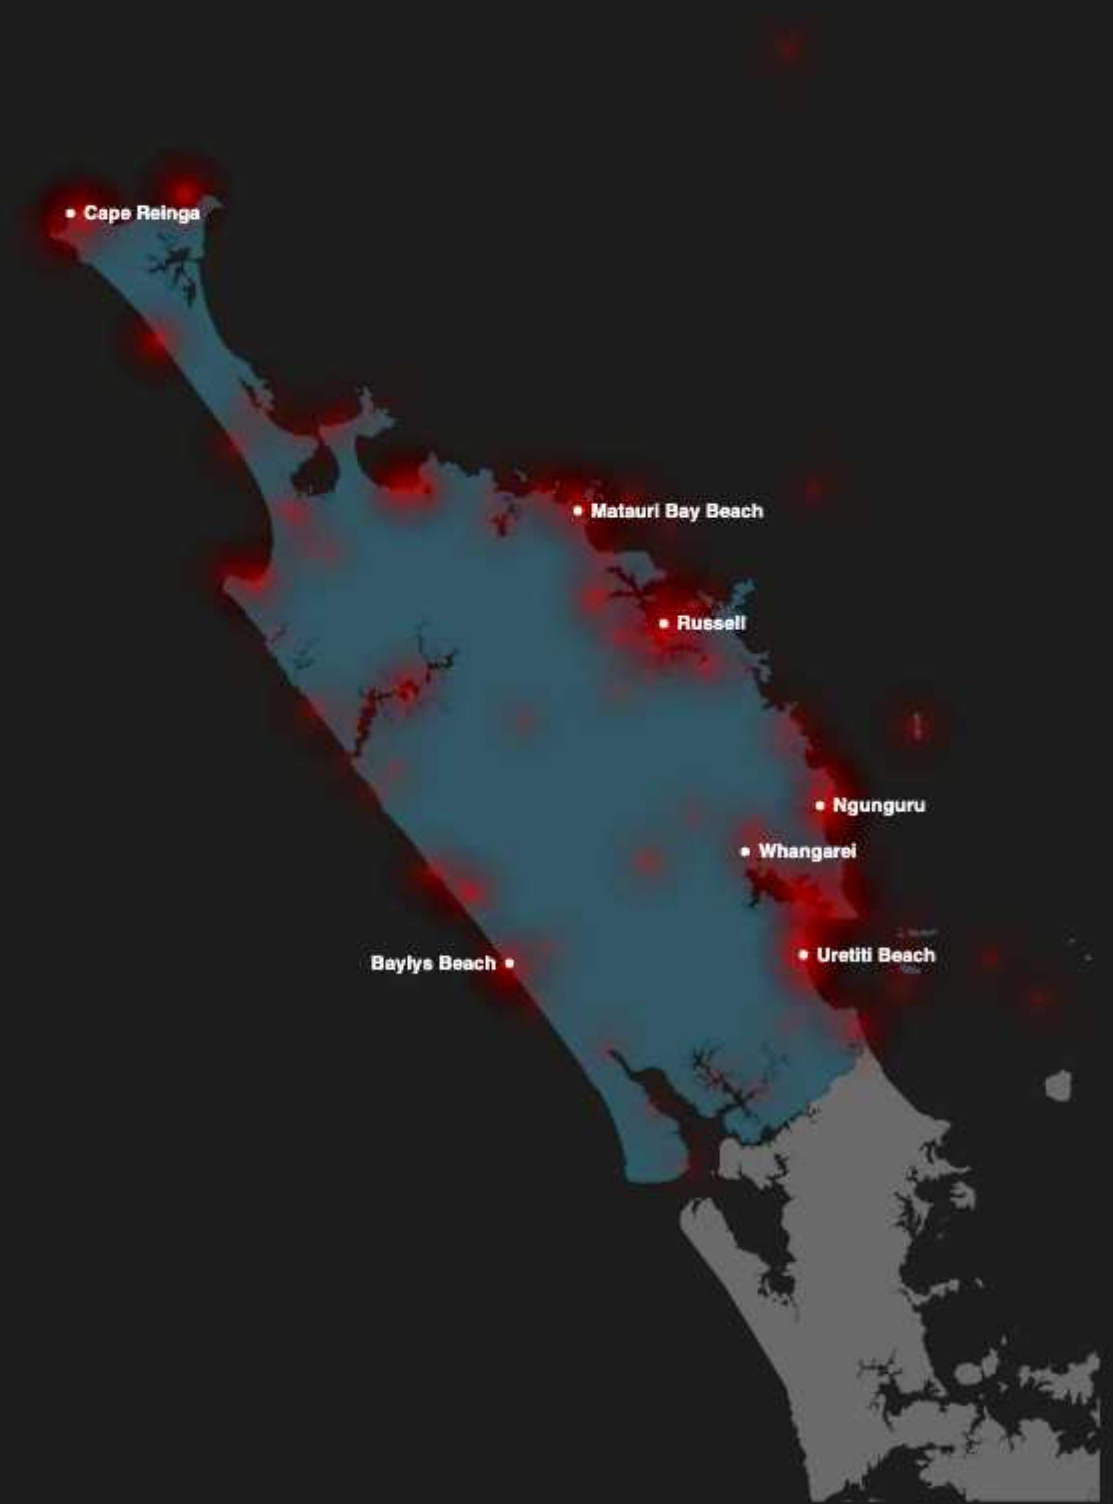 Cape Reinga
Matauri Bay Beach
Russell
Ngunguru
Whangarei
Uretiti Beach
Baylys Beach